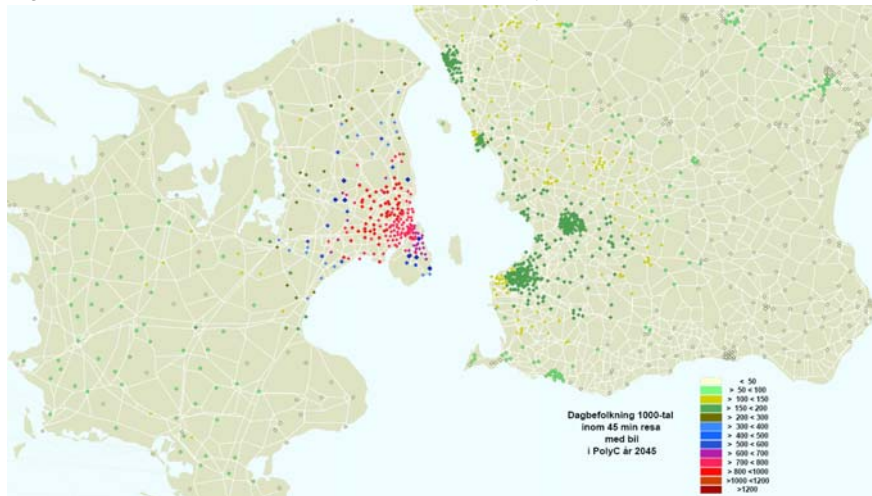 Dagbefolkning 1000-tal
inom 45 min resa
med bil
i PolyC år 2045
< 50
> 50 < 100
> 100 < 150
> 150 < 200
> 200 < 300
> 300 < 400
> 400 < 500
> 500 < 600
> 600 < 700
> 700 < 800
> 800 <1000
>1000 <1200
>1200